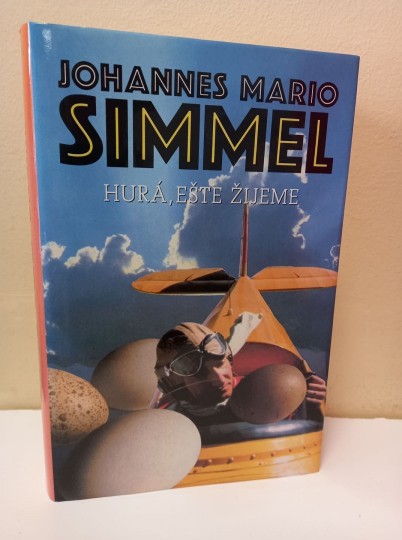 JOHANNES MARIO
SIMMEL
HURÁ, EŠTE ŽIJEME